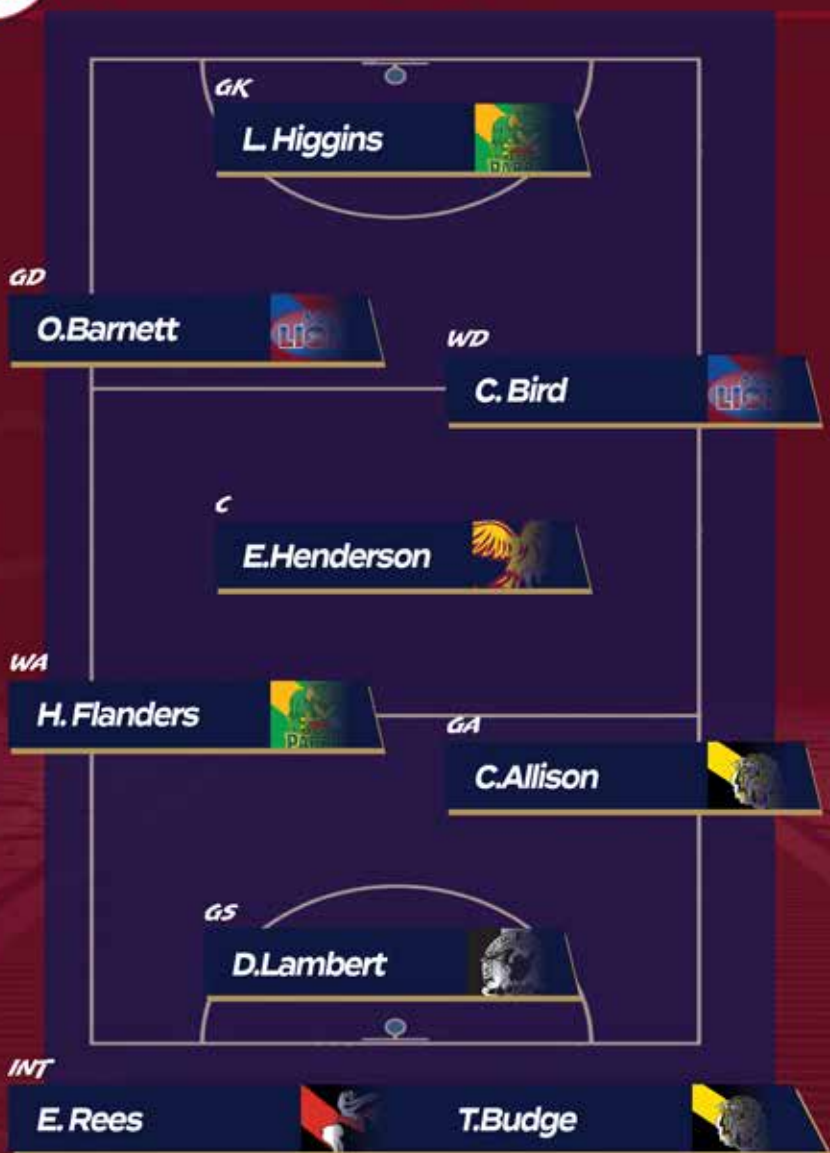 GK
L. Higgins
GD
O.Barnett
WD
C. Bird
C
E.Henderson
WA
H. Flanders
GA
C.Allison
GS
D.Lambert
INT
E. Rees
T.Budge